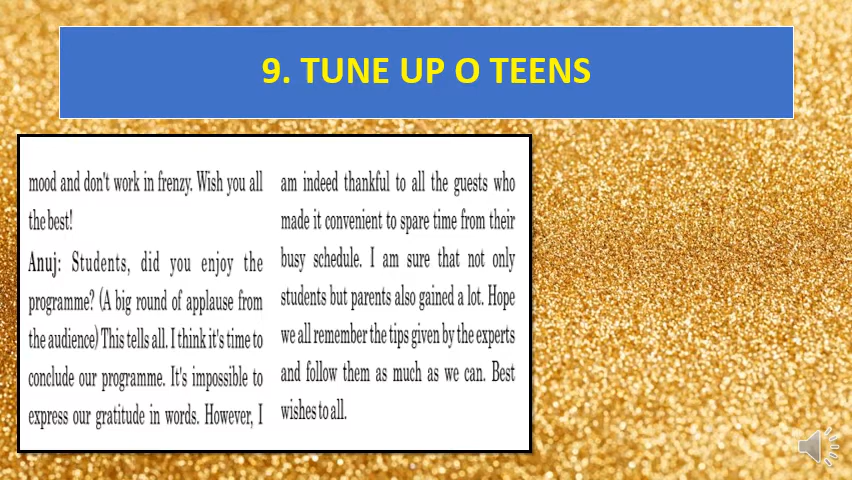 9. TUNE UP O TEENS
mood and don't work in frenzy. Wish you all
the best!
Anuj: Students, did you enjoy the
programme? (A big round of applause from
the audience) This tells all. I think it's time to
conclude our programme. It's impossible to
express our gratitude in words. However, I
am indeed thankful to all the guests who
made it convenient to spare time from their
busy schedule. I am sure that not only
students but parents also gained a lot. Hope
we all remember the tips given by the experts
and follow them as much as we can. Best
wishes to all.